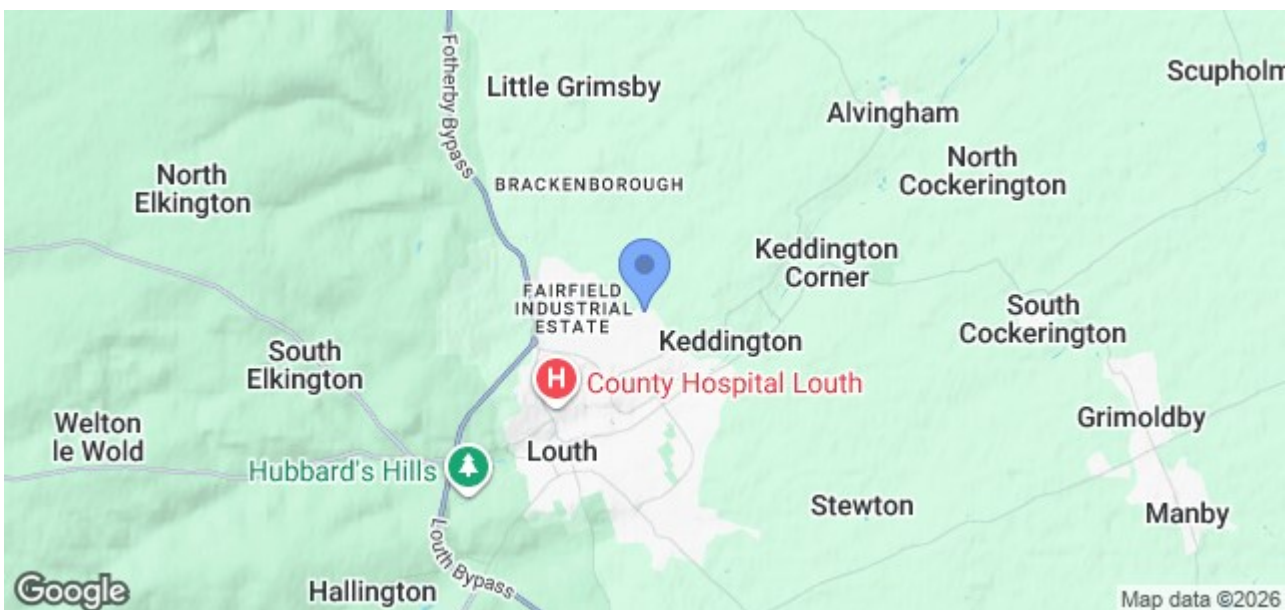 Fotherby Bypass
Little Grimsby
Scupholm
Alvingham
North
Elkington
BRACKENBOROUGH
North
Cockerington
Keddington
Corner
FAIRFIELD
INDUSTRIAL
ESTATE
South
Cockerington
Keddington
South
Elkington
H
County Hospital Louth
Welton
le Wold
Grimoldby
Louth
Hubbard's Hills
Stewton
Manby
Louth Bypass
Hallington
Google
Map data ©2026